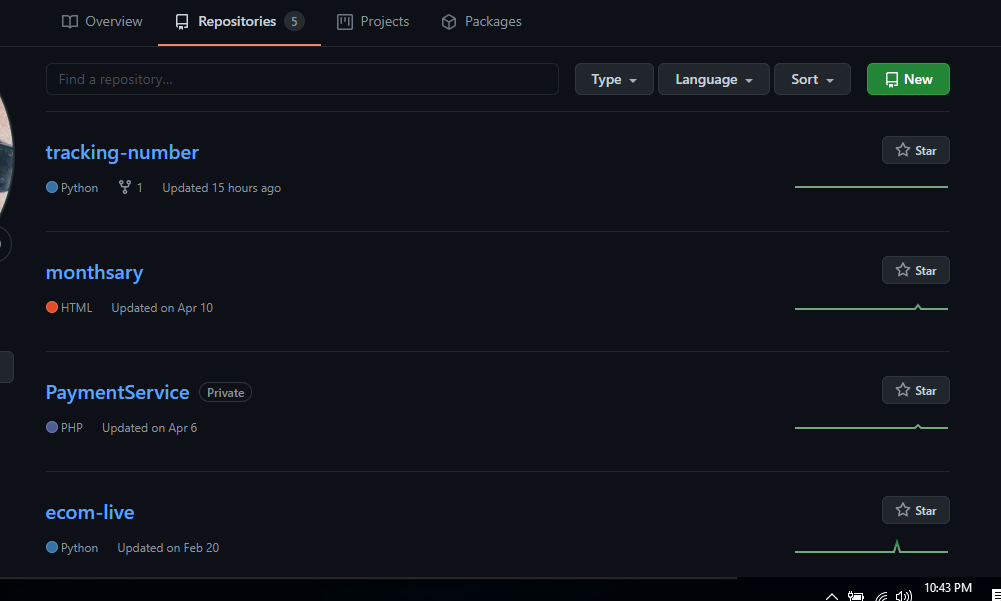 Overview Repositories 5 Projects Packages
Find a repository... Type Language Sort New
tracking-number Star
Python 1 Updated 15 hours ago
monthsary Star
HTML Updated on Apr 10
PaymentService Private Star
PHP Updated on Apr 6
ecom-live Star
Python Updated on Feb 20
10:43 PM